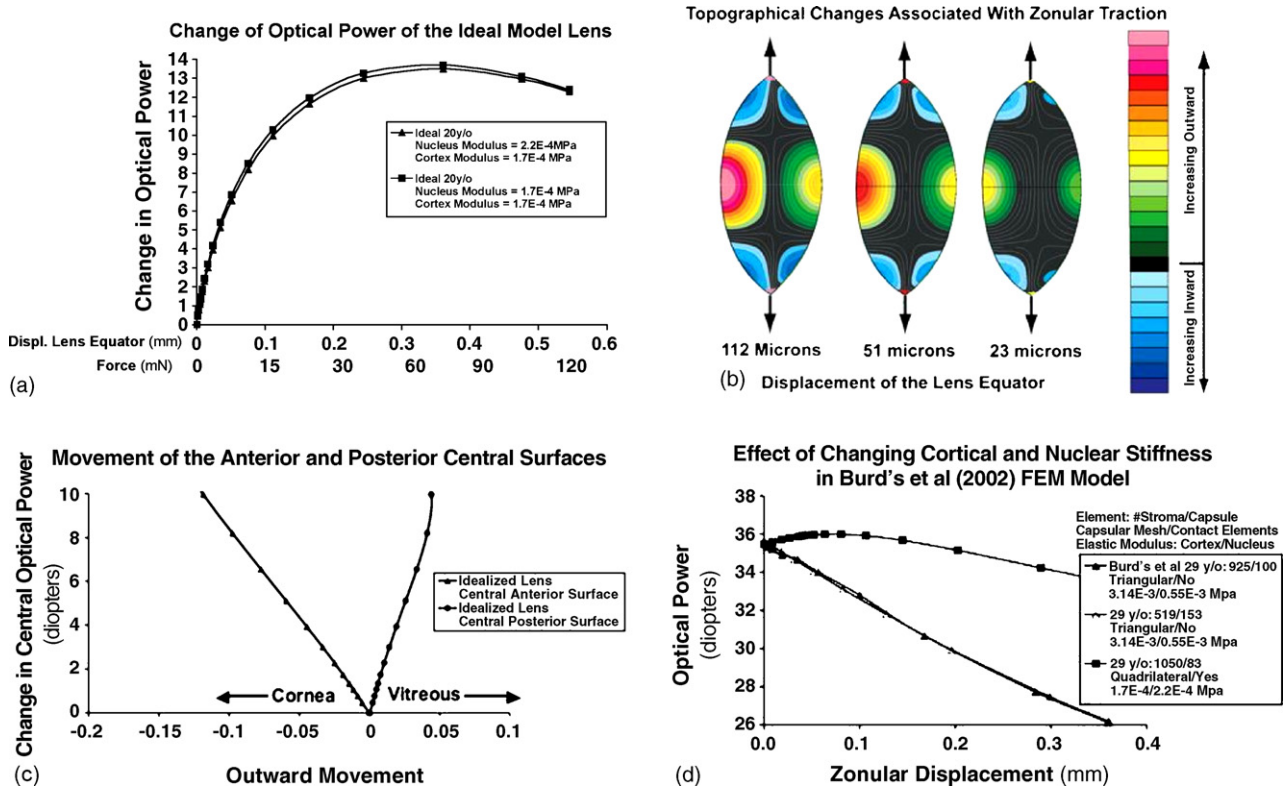 Change of Optical Power of the Ideal Model Lens
Change in Optical Power
14
13
12
11
10
9
8
7
6
5
4
3
2
1
0
Ideal 20y/o
Nucleus Modulus = 2.2E-4MPa
Cortex Modulus = 1.7E-4 MPa
Ideal 20y/o
Nucleus Modulus = 1.7E-4 MPa
Cortex Modulus = 1.7E-4 MPa
Displ. Lens Equator (mm) 0 0.1 0.2 0.3 0.4 0.5 0.6
Force (mN) 0 15 30 60 90 120
(a)
Topographical Changes Associated With Zonular Traction
Increasing Outward
Increasing Inward
112 Microns 51 microns 23 microns
(b) Displacement of the Lens Equator
Movement of the Anterior and Posterior Central Surfaces
Change in Central Optical Power
(diopters)
10
8
6
4
2
0
Idealized Lens
Central Anterior Surface
Idealized Lens
Central Posterior Surface
Cornea Vitreous
-0.2 -0.15 -0.1 -0.05 0 0.05 0.1
(c) Outward Movement
Effect of Changing Cortical and Nuclear Stiffness
in Burd's et al (2002) FEM Model
Optical Power
(diopters)
38
36
34
32
30
28
26
Element: #Stroma/Capsule
Capsular Mesh/Contact Elements
Elastic Modulus: Cortex/Nucleus
Burd's et al 29 y/o: 925/100
Triangular/No
3.14E-3/0.55E-3 Mpa
29 y/o: 519/153
Triangular/No
3.14E-3/0.55E-3 Mpa
29 y/o: 1050/83
Quadrilateral/Yes
1.7E-4/2.2E-4 Mpa
0.0 0.1 0.2 0.3 0.4
(d) Zonular Displacement (mm)